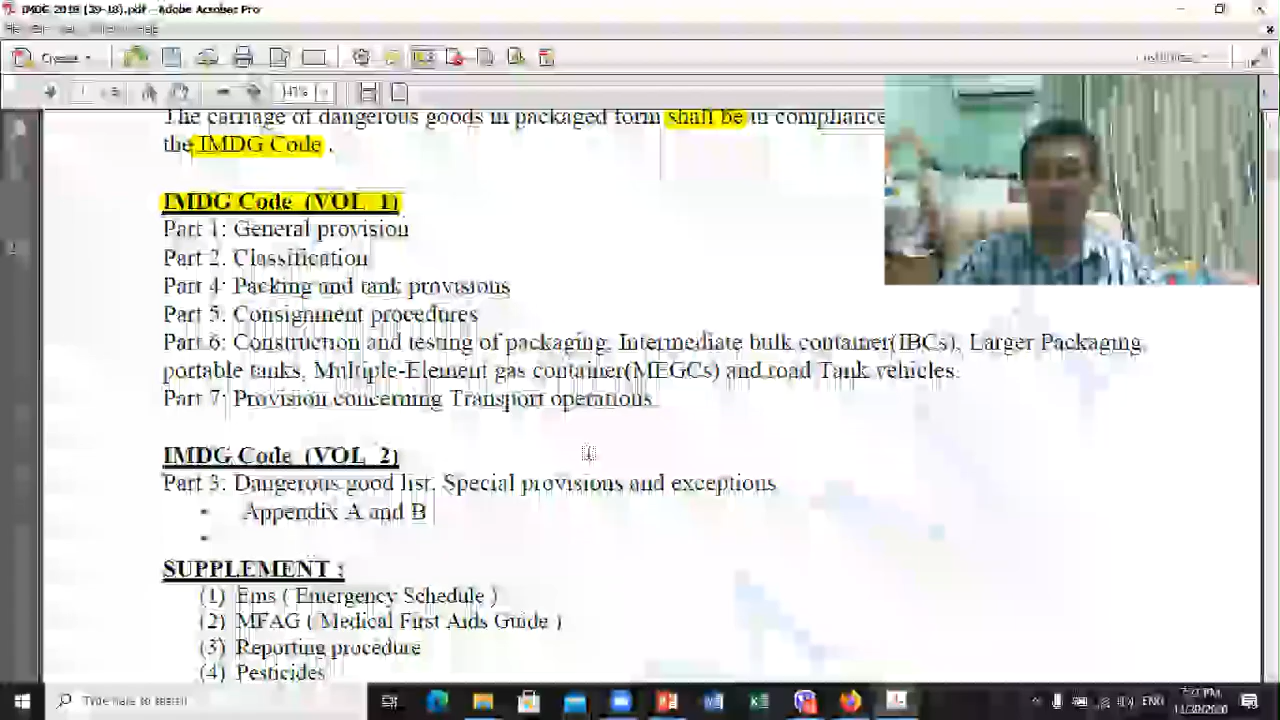 IMDG 2018 (39-18).pdf - Adobe Acrobat Pro
Create
The carriage of dangerous goods in packaged form shall be in compliance
the IMDG Code .
IMDG Code (VOL 1)
Part 1: General provision
Part 2. Classification
Part 4: Packing and tank provisions
Part 5. Consignment procedures
Part 6: Construction and testing of packaging. Intermediate bulk container(IBCs), Larger Packaging,
portable tanks, Multiple-Element gas container(MEGCs) and road Tank vehicles.
Part 7: Provision concerning Transport operations
IMDG Code (VOL 2)
Part 3: Dangerous good list, Special provisions and exceptions
• Appendix A and B
•
SUPPLEMENT :
(1) Ems ( Emergency Schedule )
(2) MFAG ( Medical First Aids Guide )
(3) Reporting procedure
(4) Pesticides
Type here to search
ENG